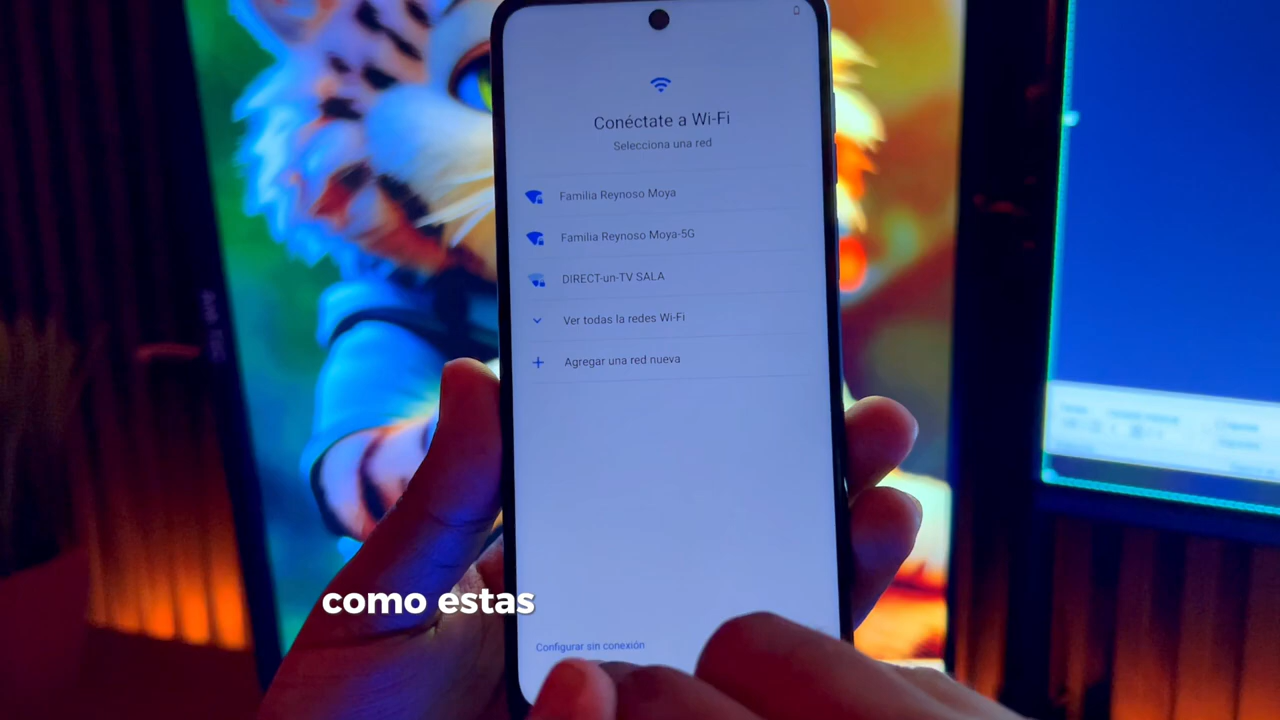 Conéctate a Wi-Fi
Selecciona una red
Familia Reynoso Moya
Familia Reynoso Moya-5G
DIRECT-un-TV SALA
Ver todas la redes Wi-Fi
Agregar una red nueva
como estas
Configurar sin conexión